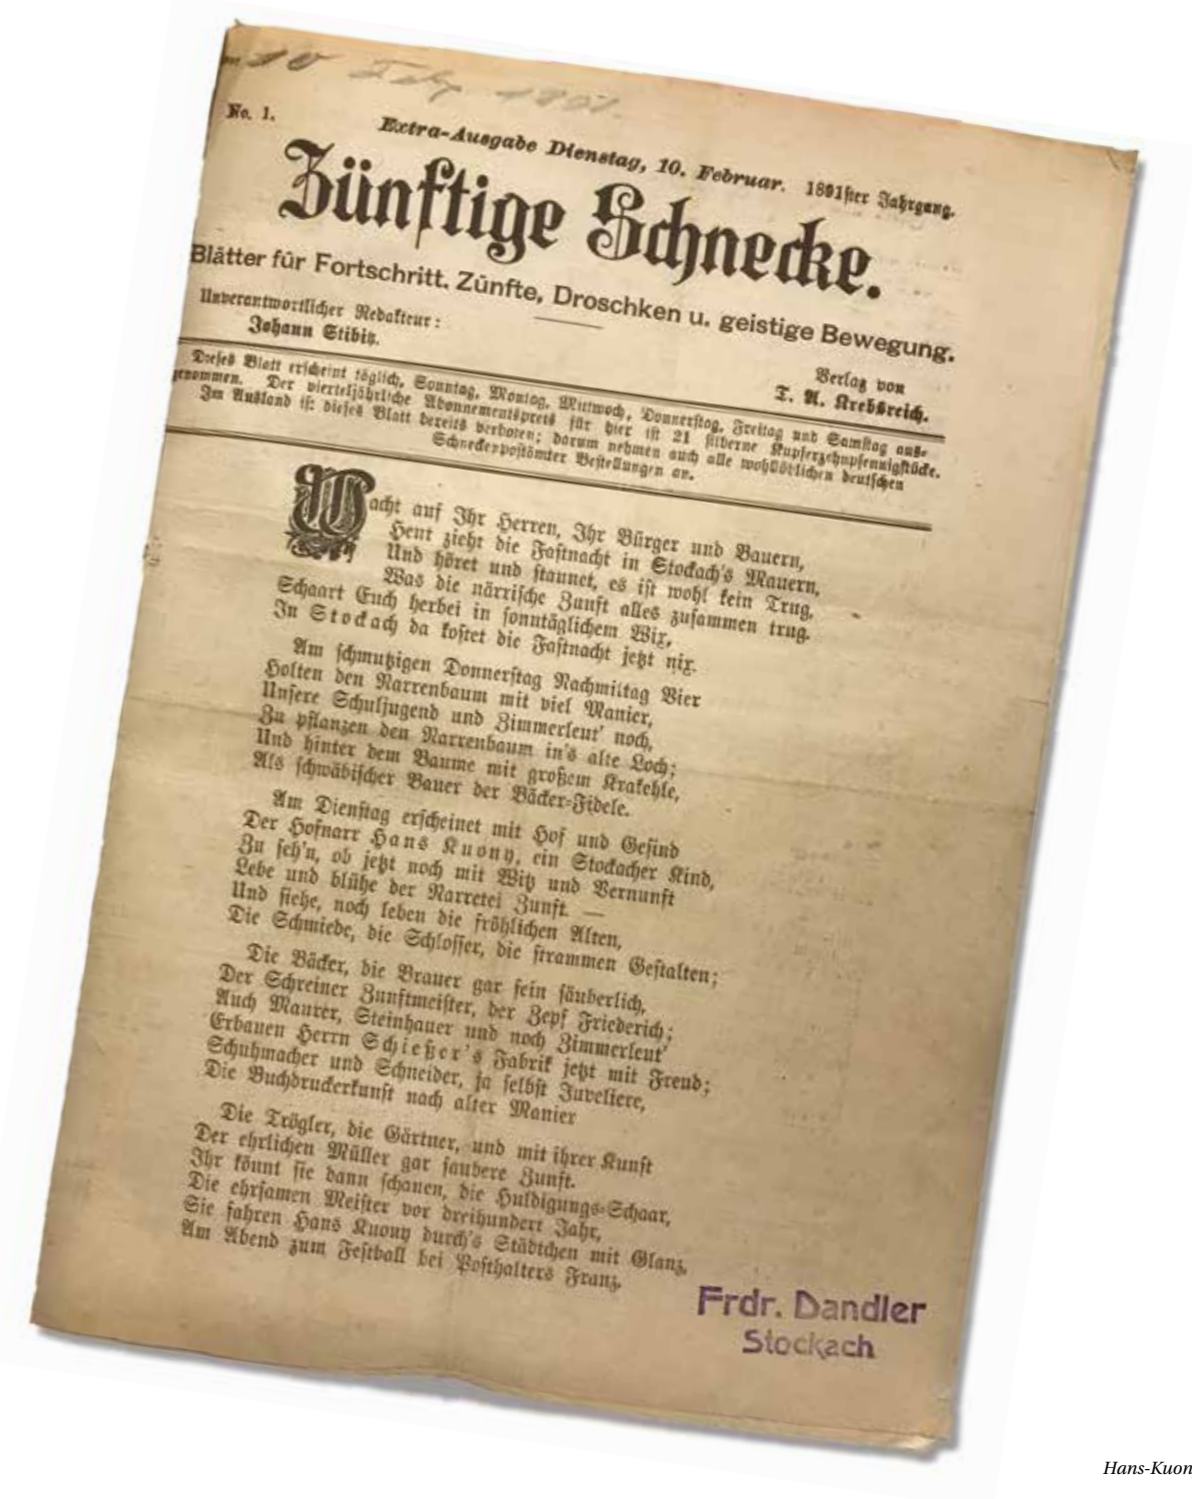 10 Feb. 1891.
No. 1.
Extra-Ausgabe Dienstag, 10. Februar.
1891ster Jahrgang.
Zünftige Schnecke.
Blätter für Fortschritt. Zünfte, Droschken u. geistige Bewegung.
Unverantwortlicher Redakteur:
Johann Stibitz.
Verlag von
T. A. Krebsreich.
Dieses Blatt erscheint täglich, Sonntag, Montag, Mittwoch, Donnerstag, Freitag und Samstag aus-
genommen. Der vierteljährliche Abonnementspreis für hier ist 21 silberne Kupferzehnpfennigstücke.
Im Ausland ist dieses Blatt bereits verboten; darum nehmen auch alle wohllöblichen deutschen
Schneckenpostämter Bestellungen an.
Wacht auf Ihr Herren, Ihr Bürger und Bauern,
Heut zieht die Fastnacht in Stockach's Mauern,
Und höret und staunet, es ist wohl kein Trug,
Was die närrische Zunft alles zusammen trug.
Schaart Euch herbei in sonntäglichem Wix,
In Stockach da kostet die Fastnacht jetzt nix.
Am schmutzigen Donnerstag Nachmittag Vier
Holten den Narrenbaum mit viel Manier,
Unsere Schuljugend und Zimmerleut' noch,
Zu pflanzen den Narrenbaum in's alte Loch;
Und hinter dem Baume mit großem Krakehle,
Als schwäbischer Bauer der Bäcker-Fidele.
Am Dienstag erscheinet mit Hof und Gesind
Der Hofnarr Hans Kuony, ein Stockacher Kind,
Zu seh'n, ob jetzt noch mit Witz und Vernunft
Lebe und blühe der Narretei Zunft. —
Und siehe, noch leben die fröhlichen Alten,
Die Schmiede, die Schlosser, die strammen Gestalten;
Die Bäcker, die Brauer gar fein säuberlich,
Der Schreiner Zunftmeister, der Zepf Friederich;
Auch Maurer, Steinhauer und noch Zimmerleut'
Erbauen Herrn Schießer's Fabrik jetzt mit Freud;
Schuhmacher und Schneider, ja selbst Juveliere,
Die Buchdruckerkunst nach alter Manier
Die Trögler, die Gärtner, und mit ihrer Kunst
Der ehrlichen Müller gar saubere Zunft.
Ihr könnt sie dann schauen, die Huldigungs-Schaar,
Die ehrsamen Meister vor dreihundert Jahr,
Sie fahren Hans Kuony durch's Städtchen mit Glanz,
Am Abend zum Festball bei Posthalters Franz.
Frdr. Dandler
Stockach
Hans-Kuon